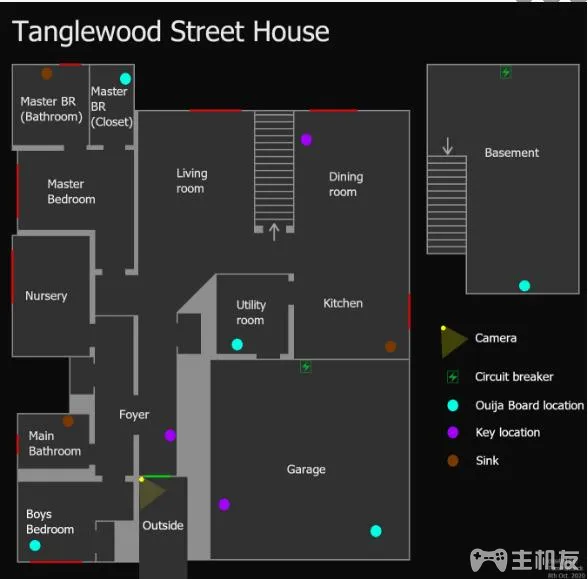 Tanglewood Street House
Master BR
(Bathroom)
Master
BR
(Closet)
Living
room
Dining
room
Basement
Master
Bedroom
Nursery
Utility
room
Kitchen
Camera
Circuit breaker
Ouija Board location
Key location
Sink
Foyer
Main
Bathroom
Garage
Boys
Bedroom
Outside
主机友
8th Oct. 2020